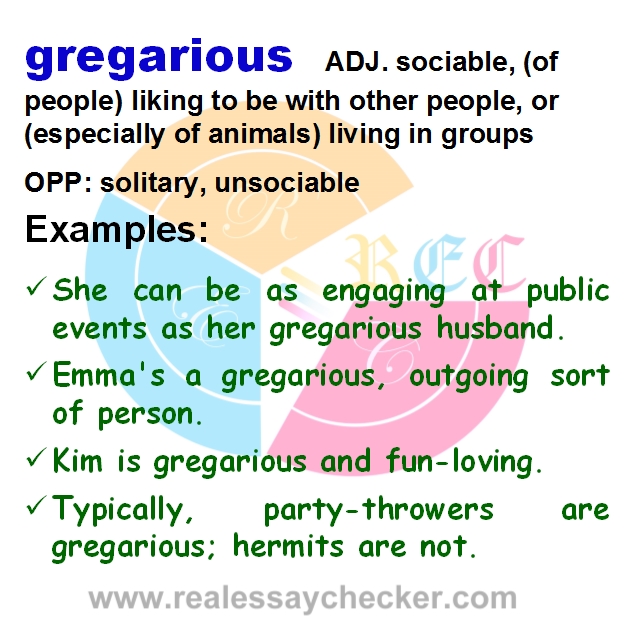 gregarious ADJ. sociable, (of
people) liking to be with other people, or
(especially of animals) living in groups
OPP: solitary, unsociable
Examples:
R
REC
✓ She can be as engaging at public
events as her gregarious husband.
E
C
✓ Emma's a gregarious, outgoing sort
of person.
✓ Kim is gregarious and fun-loving.
✓ Typically, party-throwers are
gregarious; hermits are not.
www.realessaychecker.com